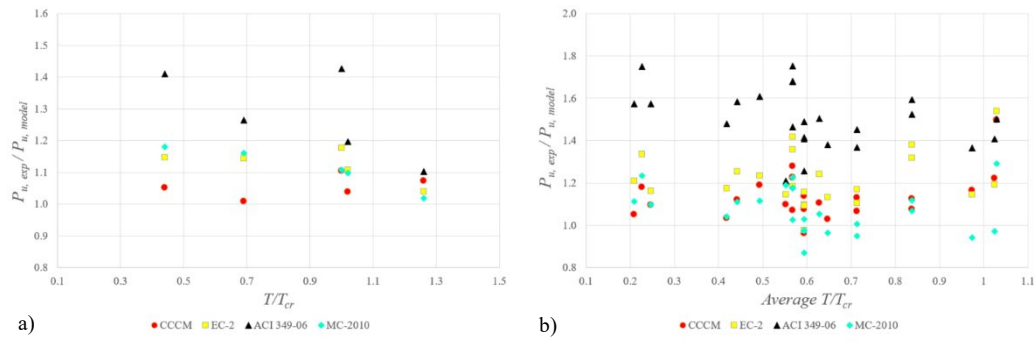 1.6
1.5
1.4
1.3
1.2
1.1
1.0
0.9
0.8
P u, exp / P u, model
0.1 0.3 0.5 0.7 0.9 1.1 1.3 1.5
T/Tcr
CCCM EC-2 ACI 349-06 MC-2010
a)
2.0
1.8
1.6
1.4
1.2
1.0
0.8
P u, exp / P u, model
0.1 0.2 0.3 0.4 0.5 0.6 0.7 0.8 0.9 1 1.1
Average T/Tcr
CCCM EC-2 ACI 349-06 MC-2010
b)